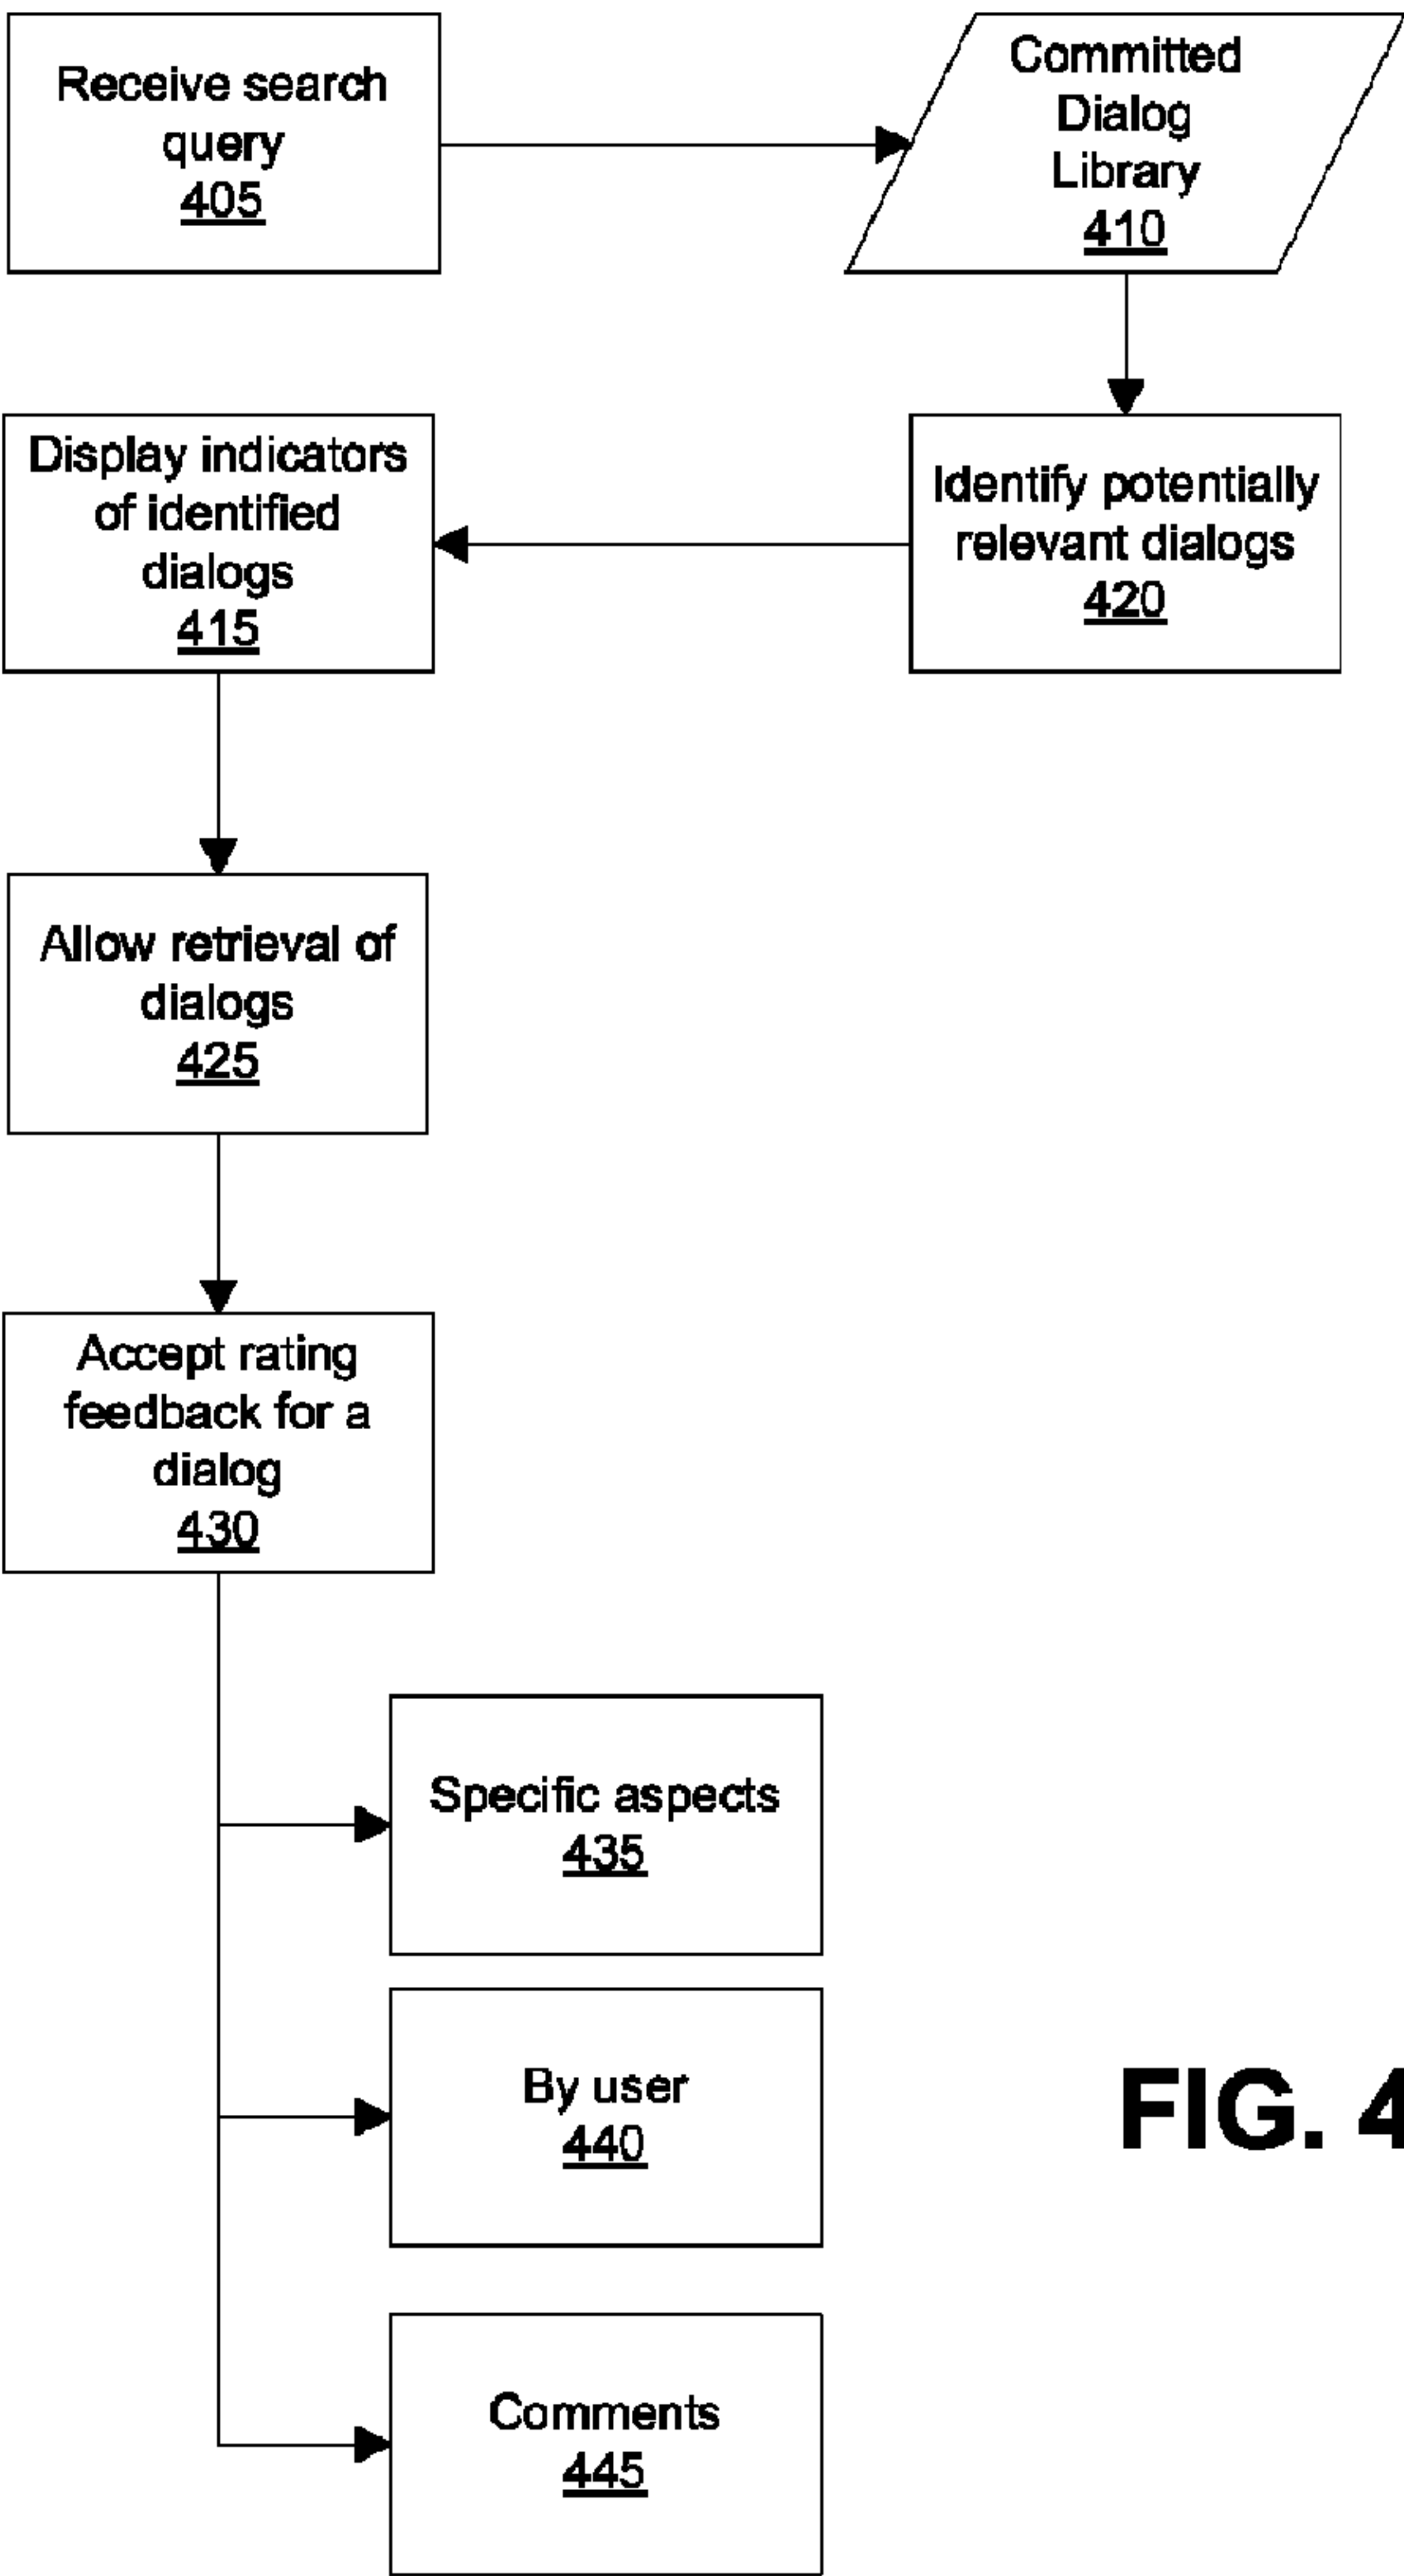 Receive search
query
405
Committed
Dialog
Library
410
Display indicators
of identified
dialogs
415
Identify potentially
relevant dialogs
420
Allow retrieval of
dialogs
425
Accept rating
feedback for a
dialog
430
Specific aspects
435
By user
440
Comments
445
FIG. 4